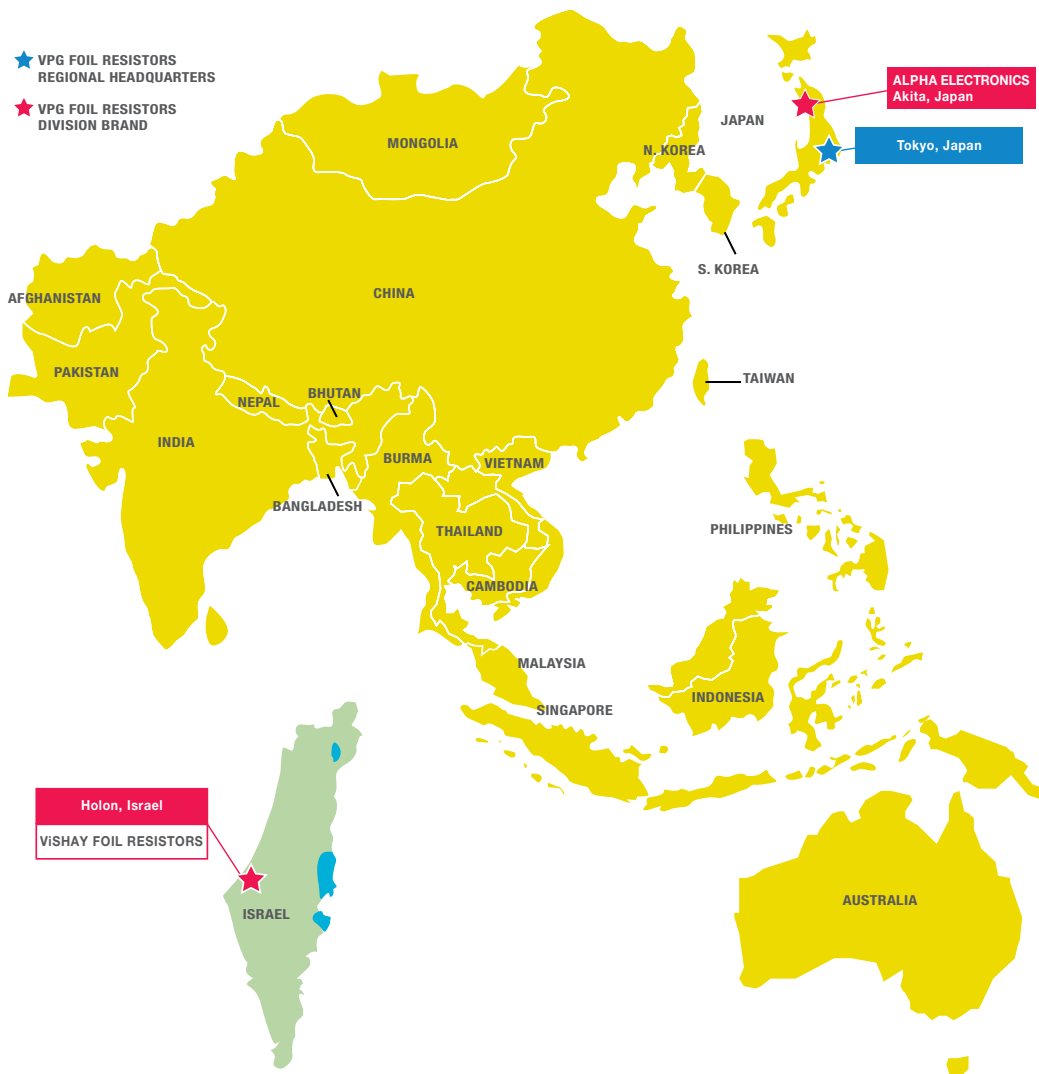 VPG FOIL RESISTORS
REGIONAL HEADQUARTERS
VPG FOIL RESISTORS
DIVISION BRAND
ALPHA ELECTRONICS
Akita, Japan
JAPAN
MONGOLIA
N. KOREA
Tokyo, Japan
S. KOREA
CHINA
AFGHANISTAN
PAKISTAN
TAIWAN
BHUTAN
NEPAL
INDIA
BURMA
VIETNAM
BANGLADESH
THAILAND
PHILIPPINES
CAMBODIA
MALAYSIA
INDONESIA
SINGAPORE
Holon, Israel
ViSHAY FOIL RESISTORS
AUSTRALIA
ISRAEL